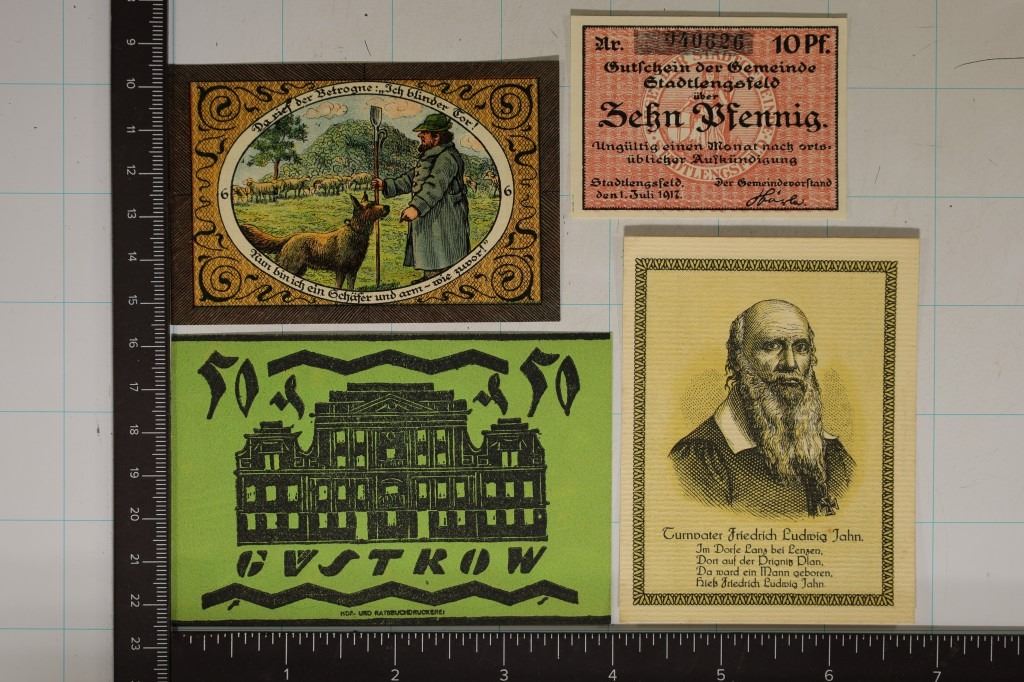 Da rief der Betrogne: „Ich blinder Tor!
6 6
Nun bin ich ein Schäfer und arm – wie zuvor!"
Nr. 940626 10 Pf.
Gutschein der Gemeinde
Stadtlengsfeld
über
Zehn Pfennig.
Ungültig einen Monat nach orts-
üblicher Aufkündigung
Stadtlengsfeld, Der Gemeindevorstand
den 1. Juli 1917.
50 50
GVSTROW
HOF- UND RATSBUCHDRUCKEREI
Turnvater Friedrich Ludwig Jahn.
Im Dorfe Lanz bei Lenzen,
Dort auf der Prignitz Plan,
Da ward ein Mann geboren,
Hieß Friedrich Ludwig Jahn.
9
10
11
12
13
14
15
16
17
18
19
20
21
22
23
1 2 3 4 5 6 7